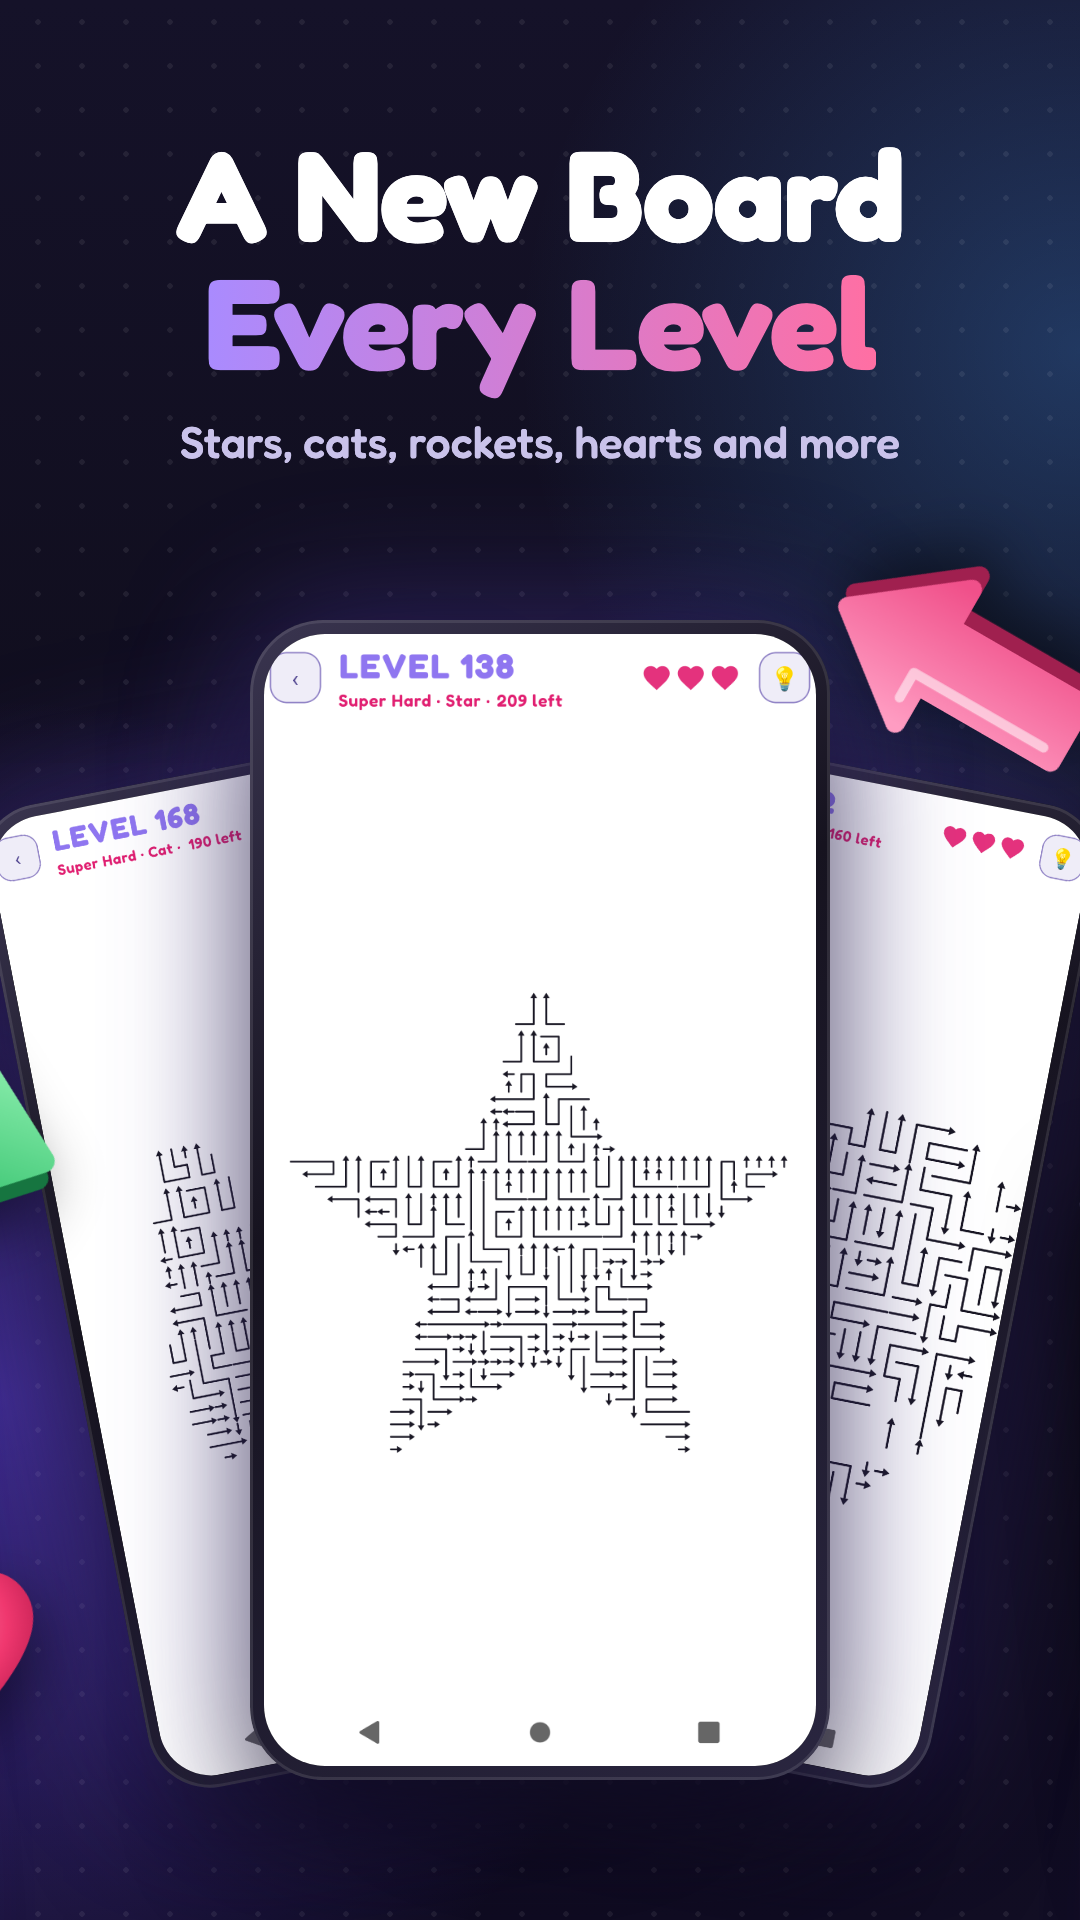 A New Board
Every Level
Stars, cats, rockets, hearts and more
LEVEL 138
Super Hard · Star · 209 left
LEVEL 168
Super Hard · Cat · 190 left
160 left